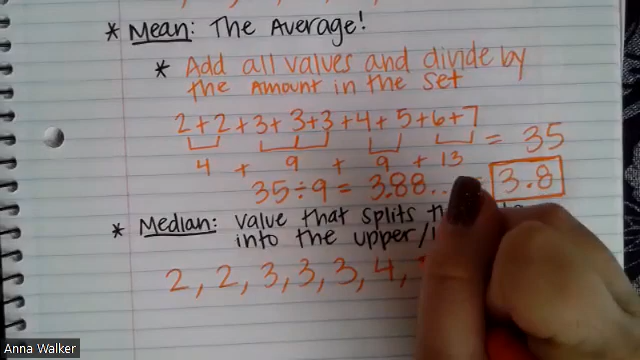 * Mean: The Average!
* Add all values and divide by
the Amount in the set
2+2+3+3+3+4+5+6+7 = 35
4 + 9 + 9 + 13
35÷9 = 3.88... = 3.8
* Median: value that splits
into the upper/
2, 2, 3, 3, 3, 4,
Anna Walker